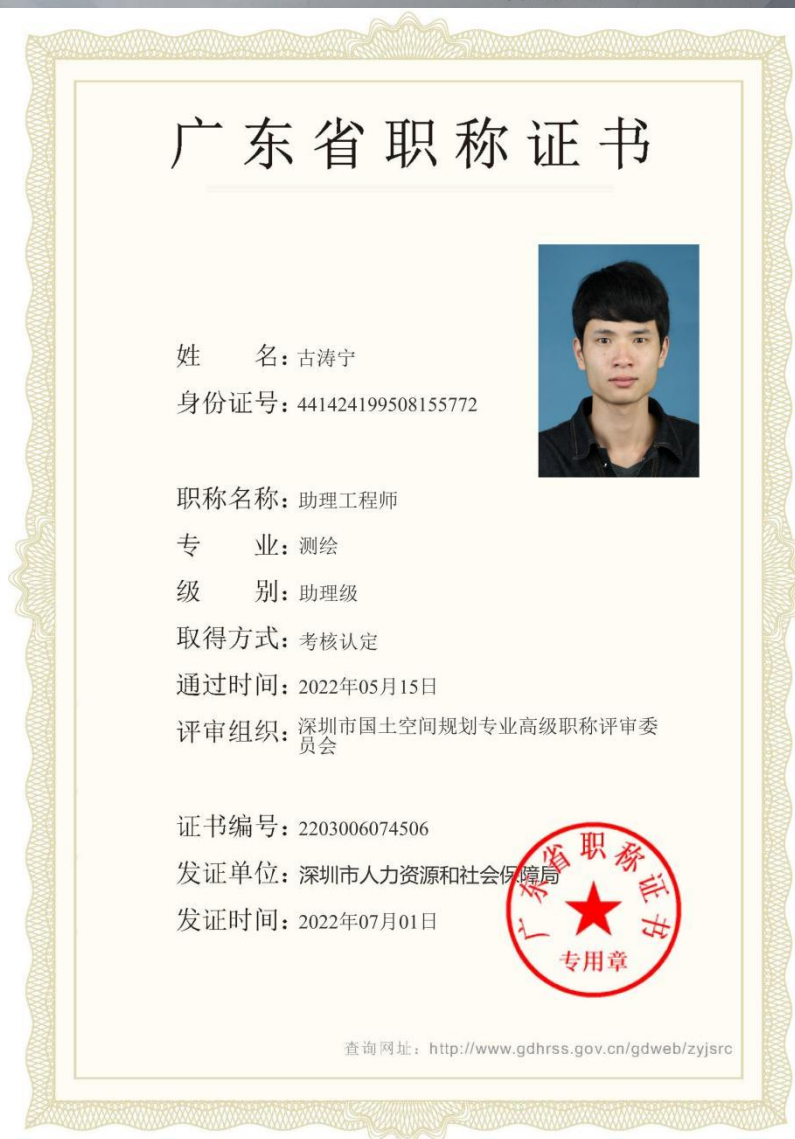 广东省职称证书
姓 名：古涛宁
身份证号：441424199508155772
职称名称：助理工程师
专 业：测绘
级 别：助理级
取得方式：考核认定
通过时间：2022年05月15日
评审组织：深圳市国土空间规划专业高级职称评审委
员会
证书编号：2203006074506
发证单位：深圳市人力资源和社会保障局
发证时间：2022年07月01日
广东省职称证书
专用章
查询网址：http://www.gdhrss.gov.cn/gdweb/zyjsrc